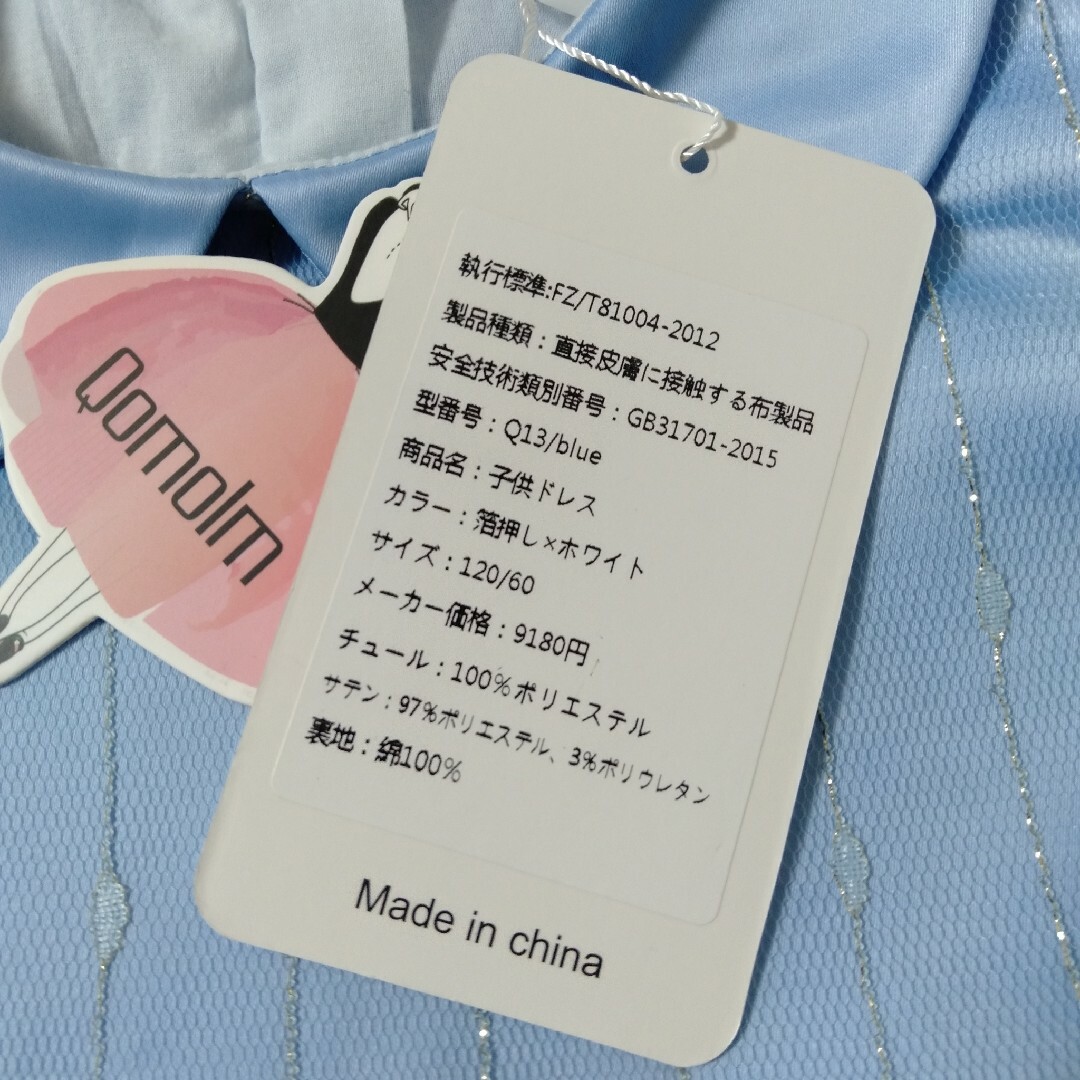 Qomolm
執行標準:FZ/T81004-2012
製品種類：直接皮膚に接触する布製品
安全技術類別番号：GB31701-2015
型番号：Q13/blue
商品名：子供ドレス
カラー：箔押し×ホワイト
サイズ：120/60
メーカー価格：9180円
チュール：100%ポリエステル
サテン：97%ポリエステル、3%ポリウレタン
裏地：綿100%
Made in china